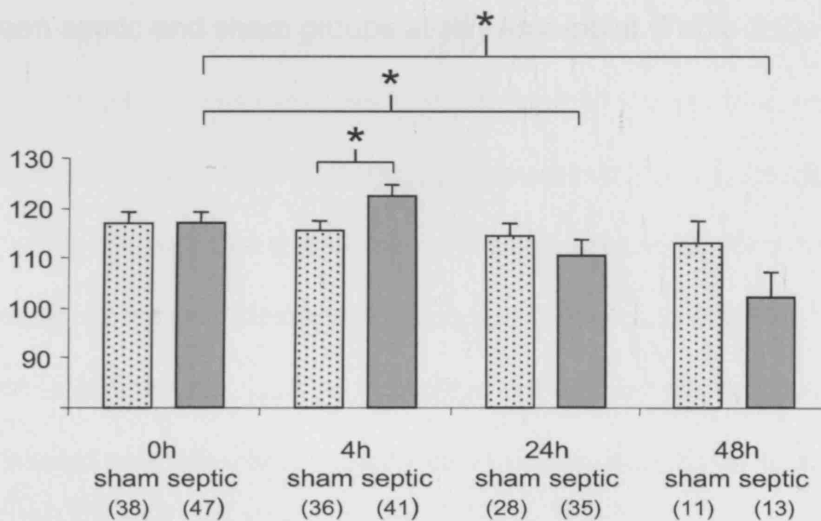 *
*
*
130
120
110
100
90
0h 4h 24h 48h
sham septic sham septic sham septic sham septic
(38) (47) (36) (41) (28) (35) (11) (13)